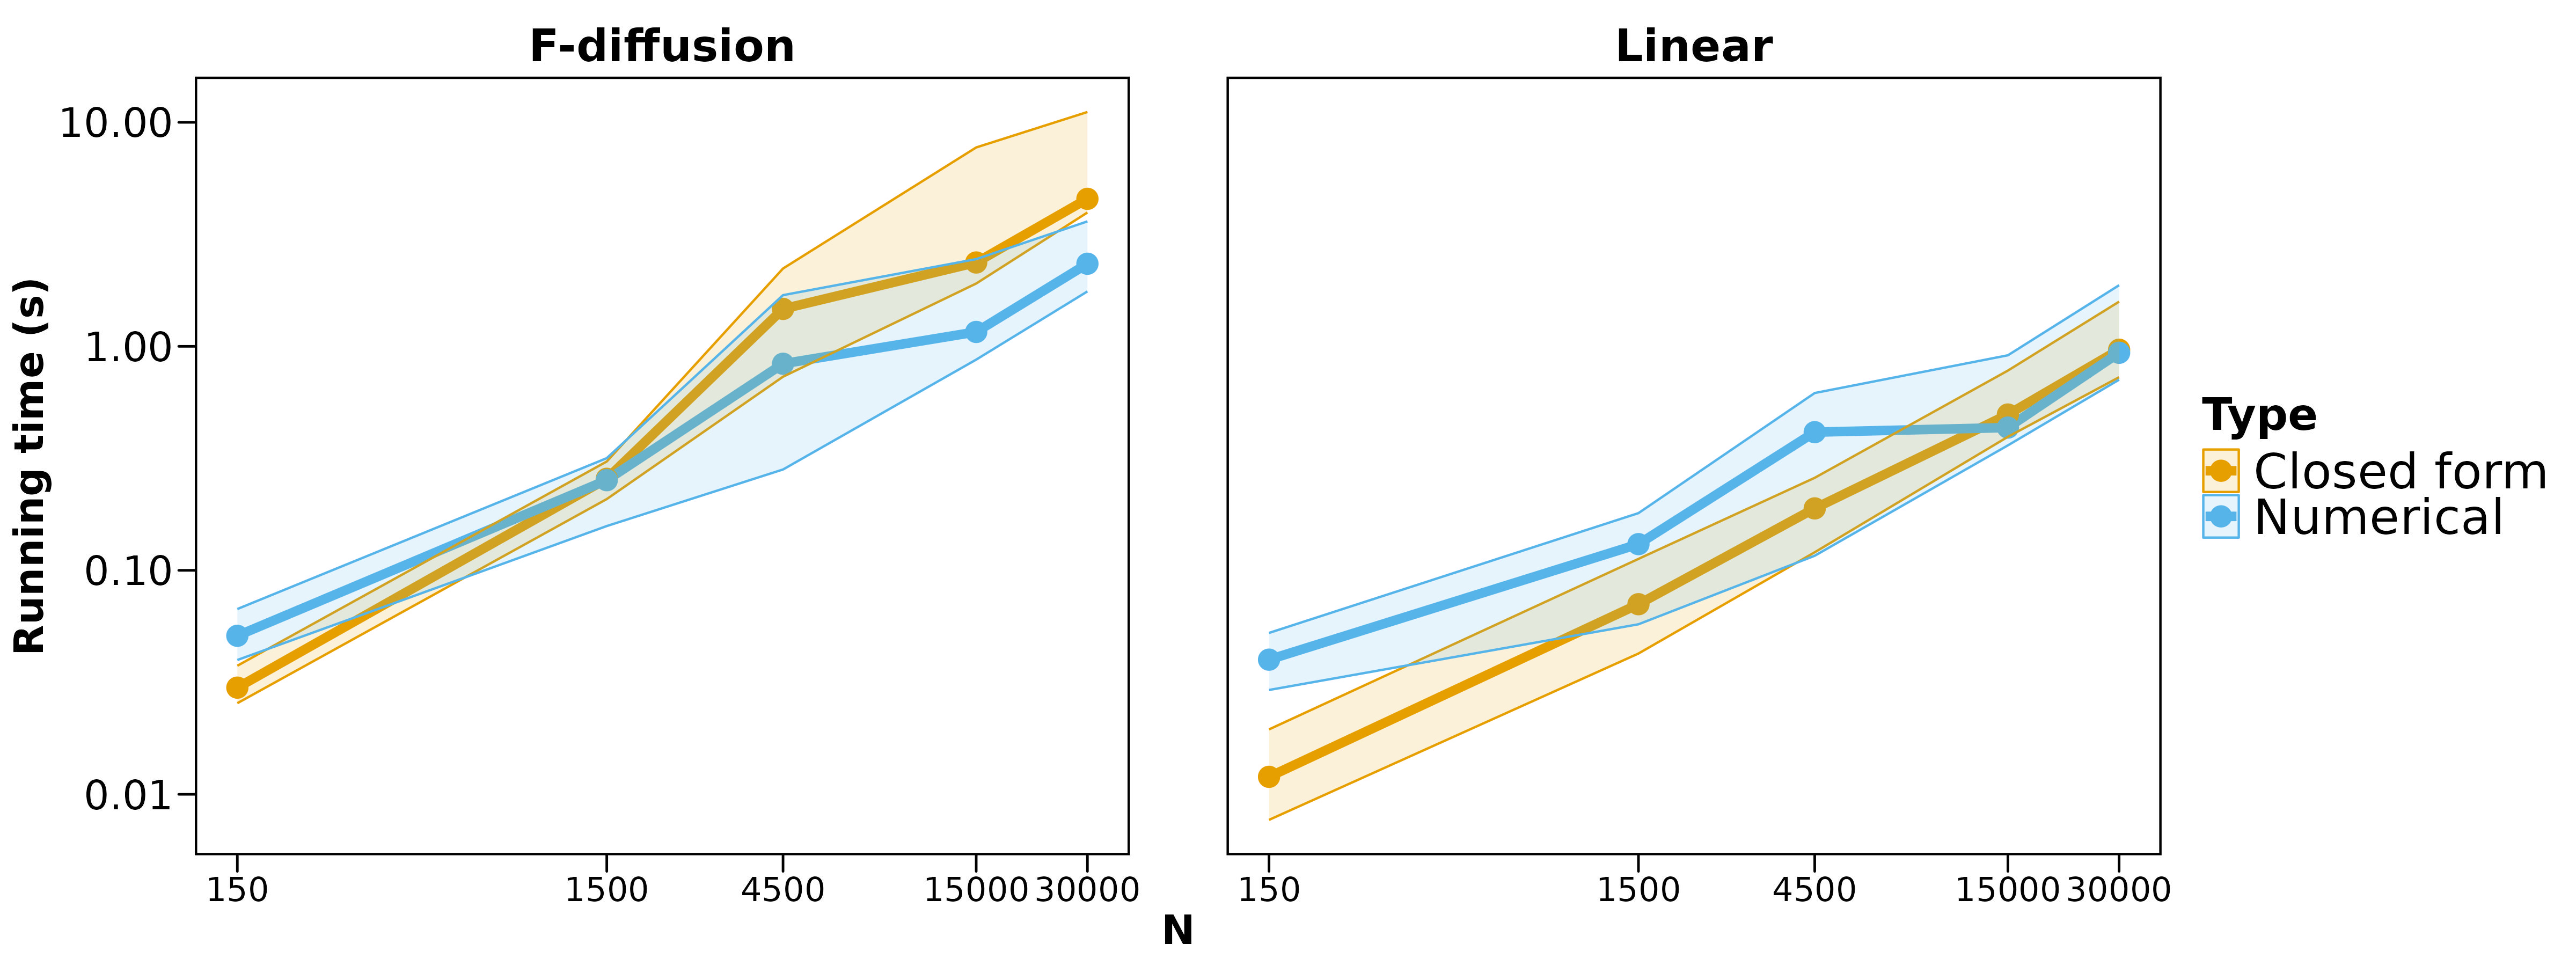 F-diffusion
Linear
Running time (s)
10.00
1.00
0.10
0.01
150 1500 4500 15000 30000
150 1500 4500 15000 30000
N
Type
Closed form
Numerical